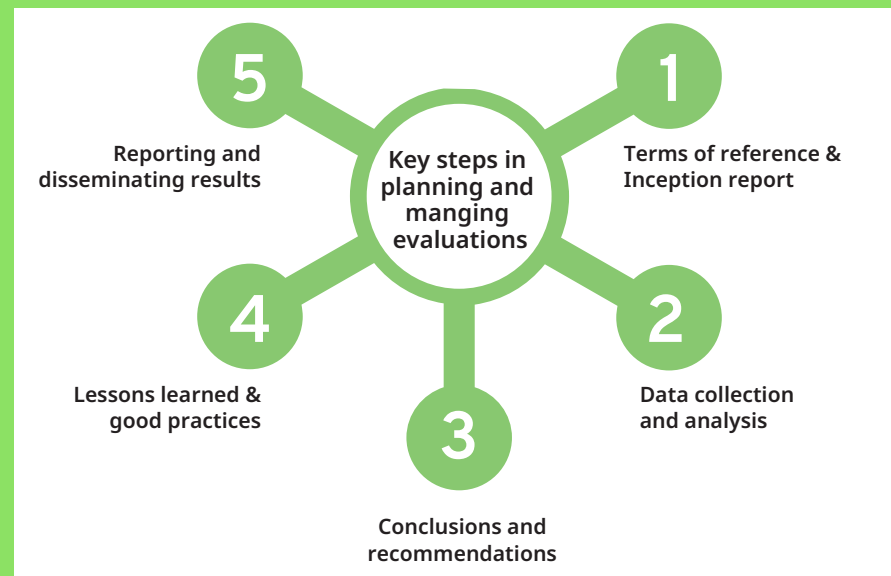 Key steps in
planning and
manging
evaluations
1
Terms of reference &
Inception report
2
Data collection
and analysis
3
Conclusions and
recommendations
4
Lessons learned &
good practices
5
Reporting and
disseminating results